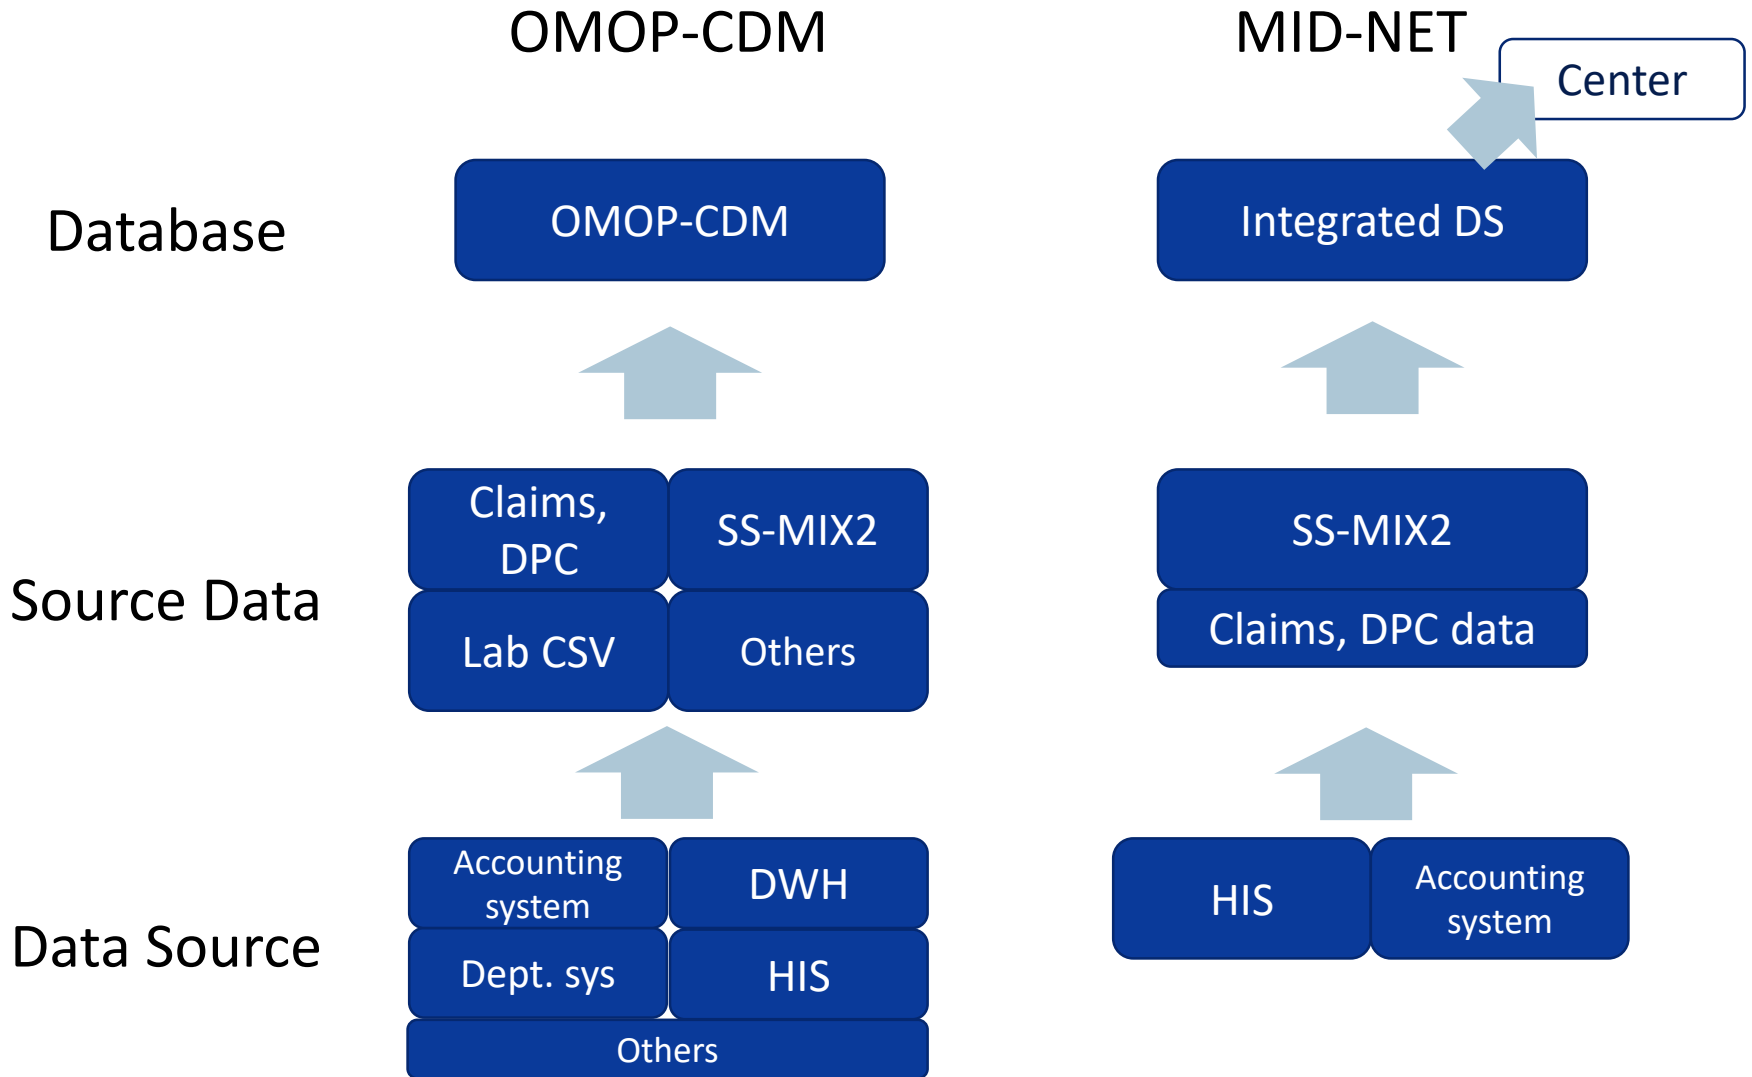 OMOP-CDM
MID-NET
Center
Database
OMOP-CDM
Integrated DS
Source Data
Claims,
DPC
SS-MIX2
Lab CSV
Others
SS-MIX2
Claims, DPC data
Data Source
Accounting
system
DWH
Dept. sys
HIS
Others
HIS
Accounting
system